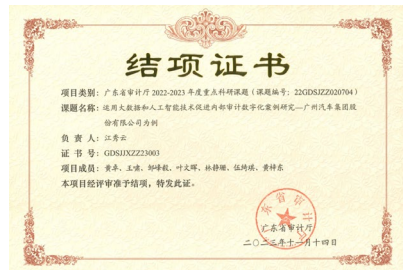 结项证书
项目类别：广东省审计厅 2022-2023 年度重点科研课题（课题编号：22GDSJZZ020704）
课题名称：运用大数据和人工智能技术促进内部审计数字化案例研究—广州汽车集团股
份有限公司为例
负责人：江秀云
证书号：GDSJJXZZ23003
项目成员：黄卓、王啸、邹峰毅、叶文晖、林静珊、伍绮瑛、黄梓东
本项目经评审准予结项，特发此证。
广东省审计厅
二〇二三年十一月十四日